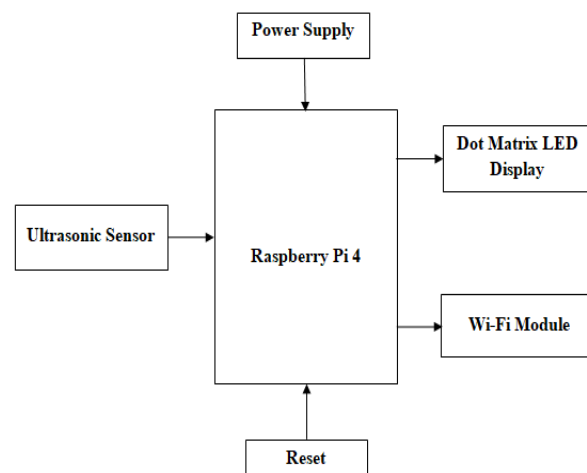 Power Supply
Dot Matrix LED
Display
Ultrasonic Sensor
Raspberry Pi 4
Wi-Fi Module
Reset